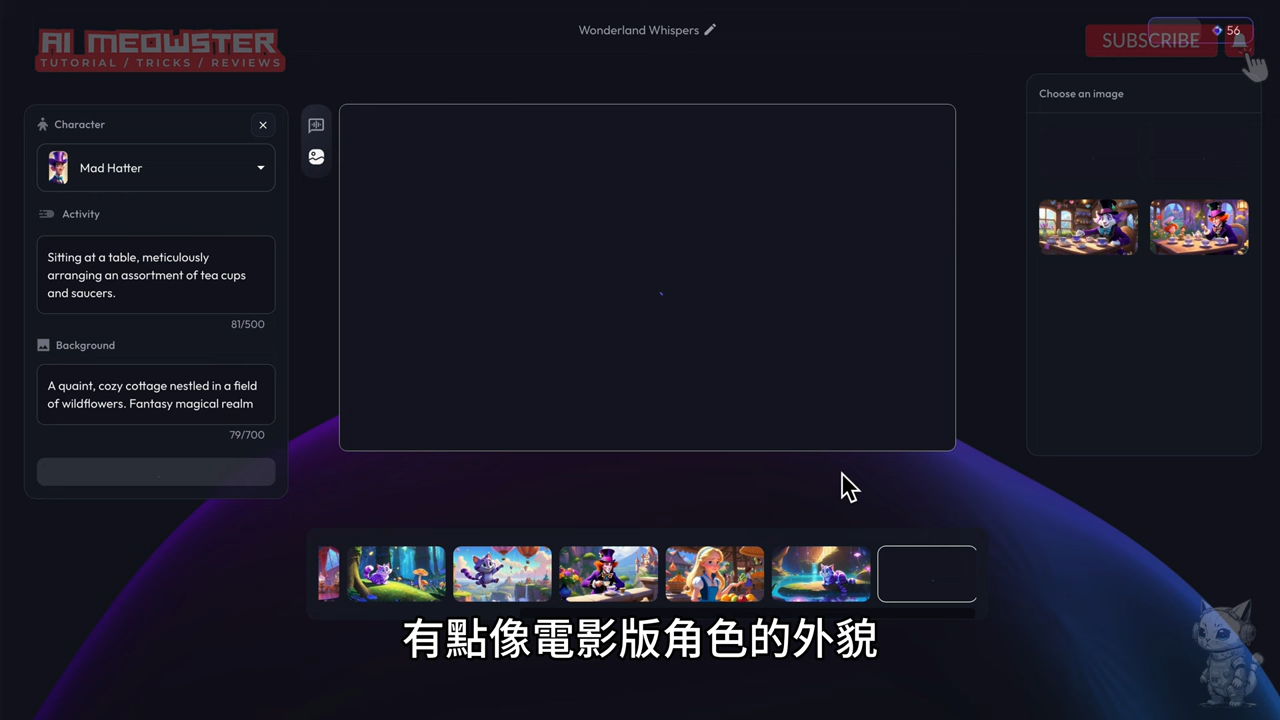 AI MEOWSTER
TUTORIAL / TRICKS / REVIEWS
Wonderland Whispers
SUBSCRIBE
56
Character
Mad Hatter
Activity
Sitting at a table, meticulously
arranging an assortment of tea cups
and saucers.
81/500
Background
A quaint, cozy cottage nestled in a field
of wildflowers. Fantasy magical realm
79/700
Choose an image
有點像電影版角色的外貌